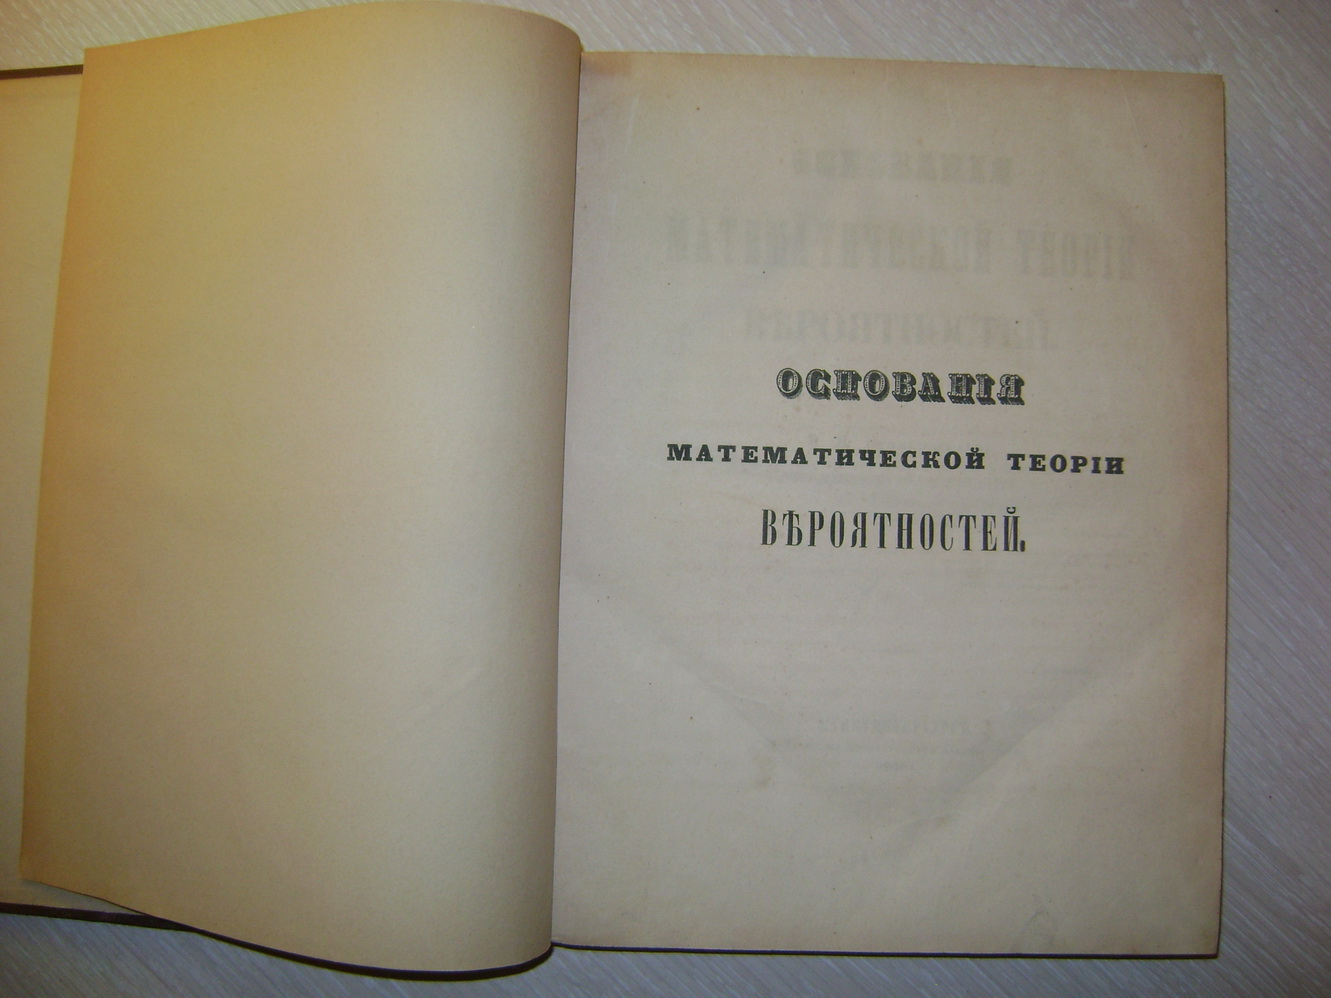 ОСНОВАНІЯ
МАТЕМАТИЧЕСКОЙ ТЕОРІИ
ВѢРОЯТНОСТЕЙ.